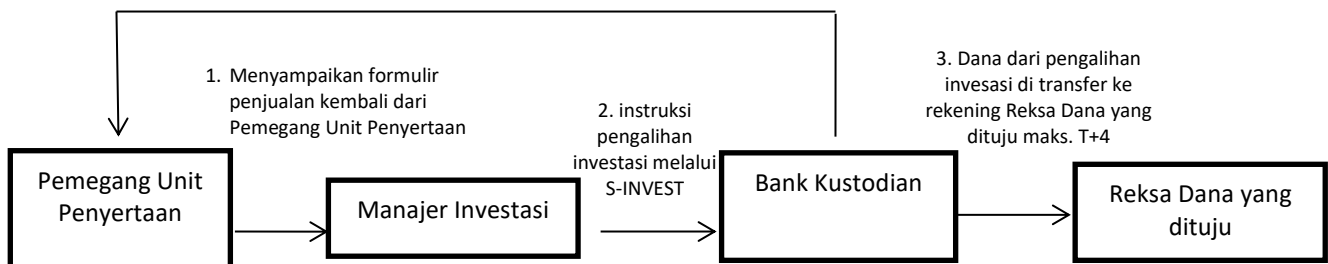 1. Menyampaikan formulir
penjualan kembali dari
Pemegang Unit Penyertaan
2. instruksi
pengalihan
investasi melalui
S-INVEST
3. Dana dari pengalihan
invesasi di transfer ke
rekening Reksa Dana yang
dituju maks. T+4
Pemegang Unit
Penyertaan
Manajer Investasi
Bank Kustodian
Reksa Dana yang
dituju